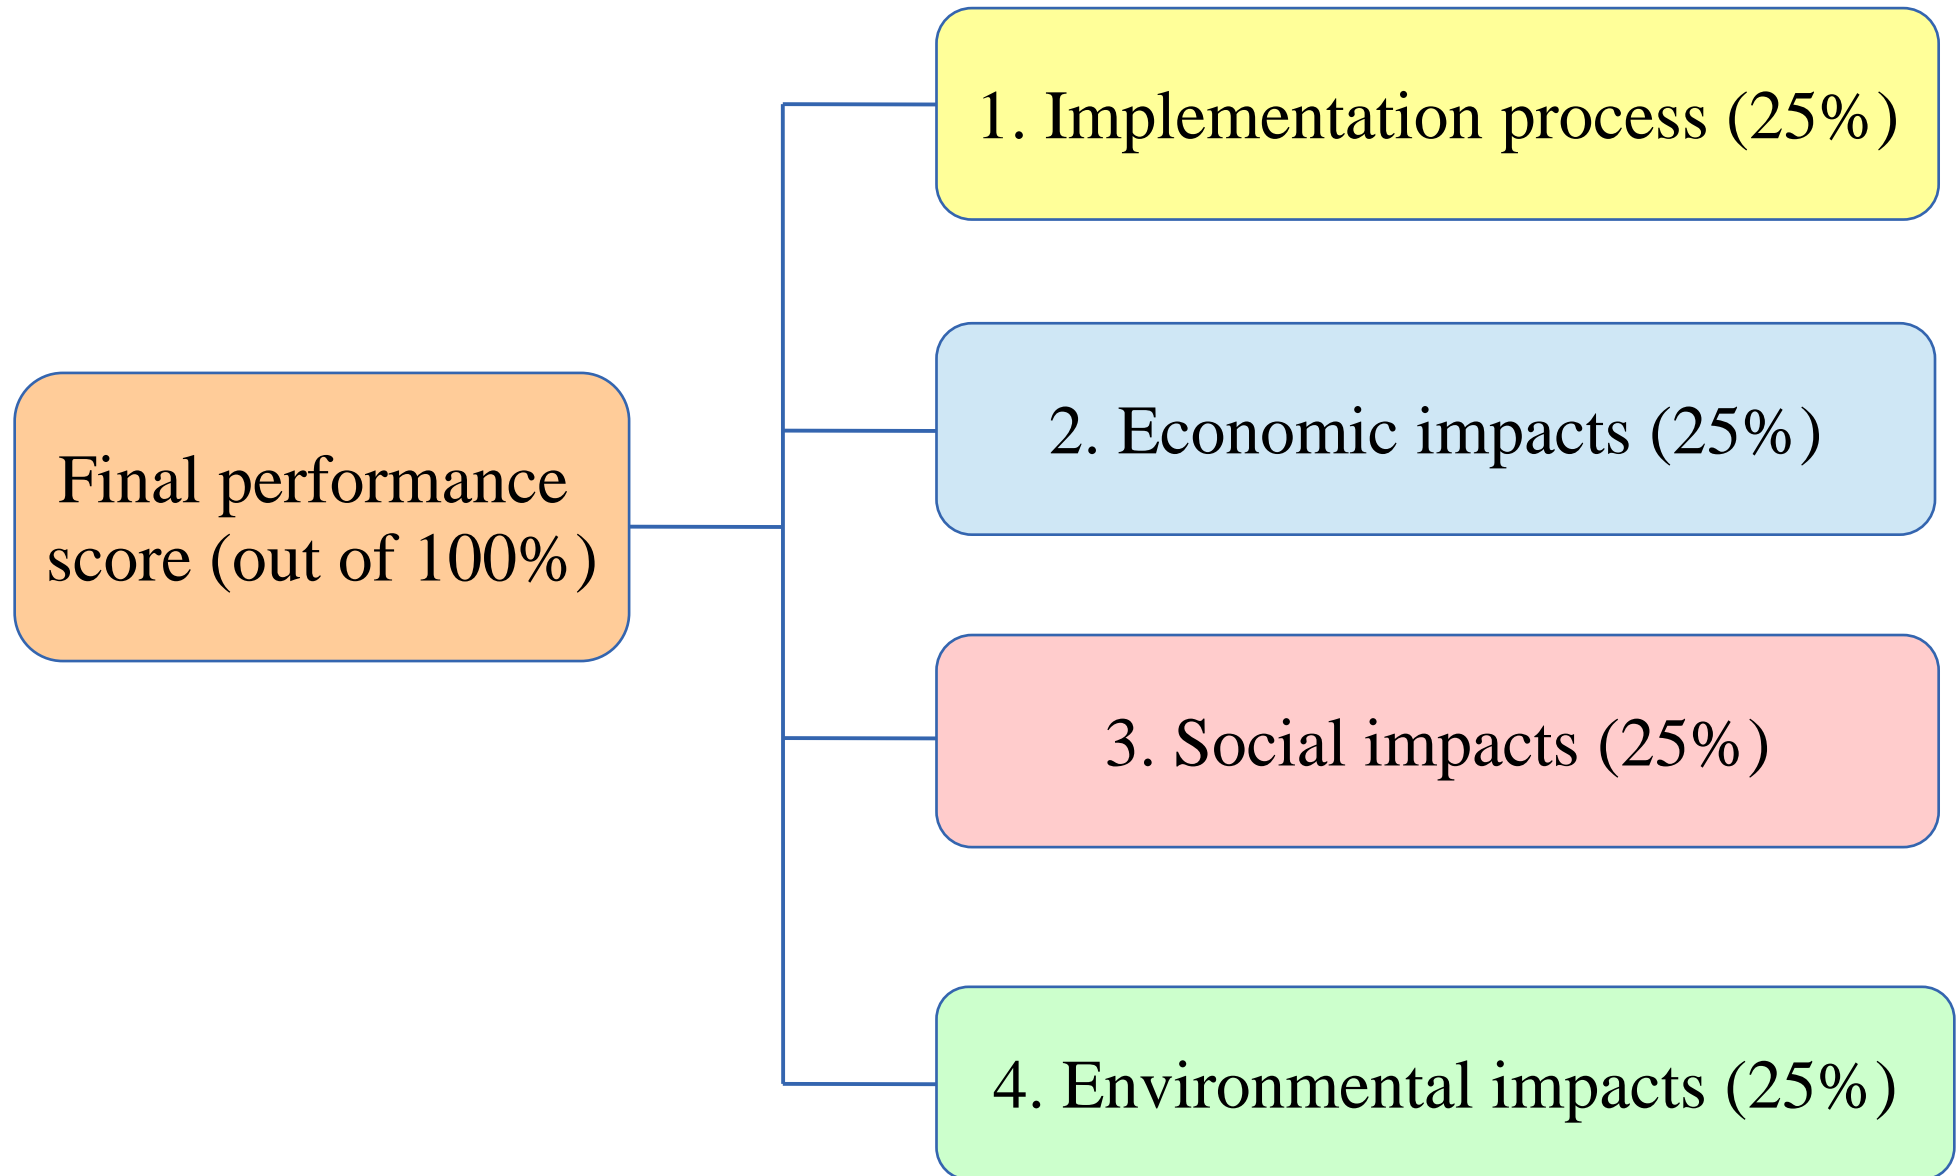 Final performance
score (out of 100%)
1. Implementation process (25%)
2. Economic impacts (25%)
3. Social impacts (25%)
4. Environmental impacts (25%)